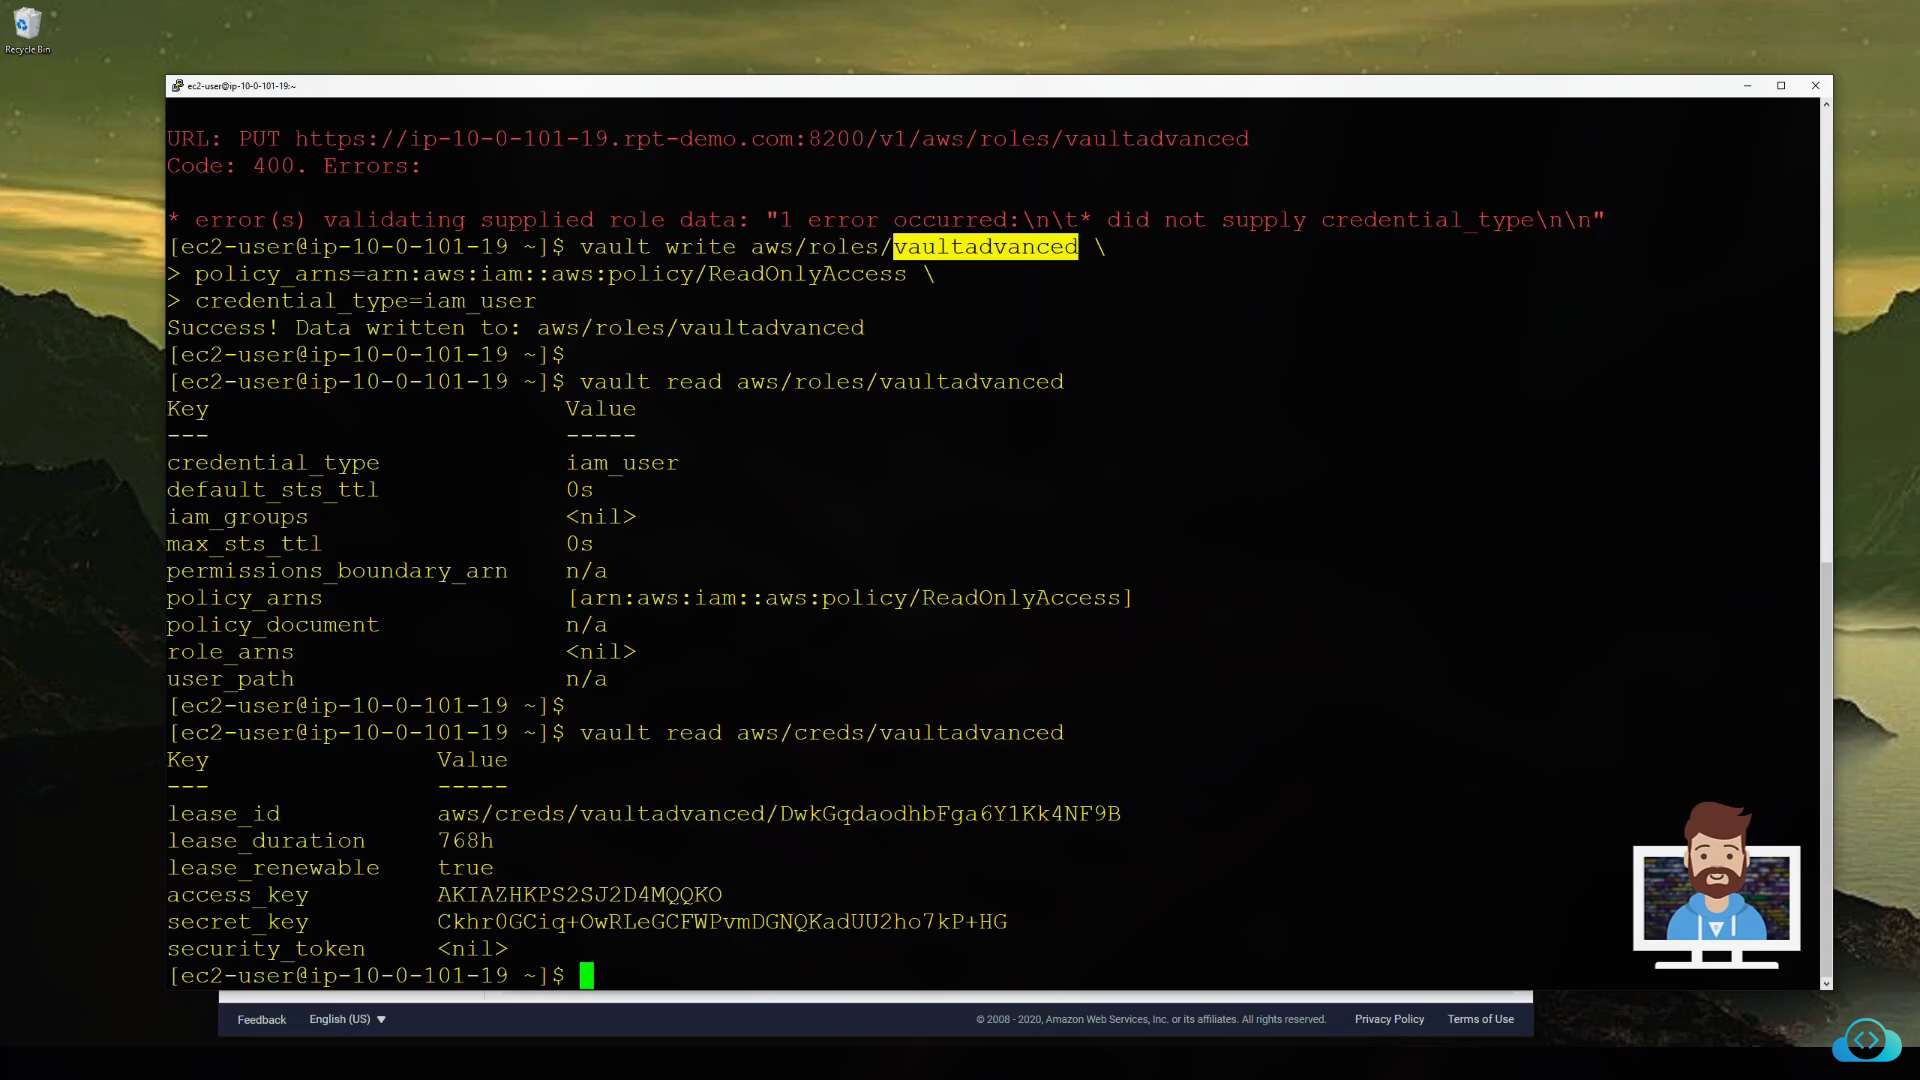 Recycle Bin
ec2-user@ip-10-0-101-19:~
URL: PUT https://ip-10-0-101-19.rpt-demo.com:8200/v1/aws/roles/vaultadvanced
Code: 400. Errors:
* error(s) validating supplied role data: "1 error occurred:\n\t* did not supply credential_type\n\n"
[ec2-user@ip-10-0-101-19 ~]$ vault write aws/roles/vaultadvanced \
> policy_arns=arn:aws:iam::aws:policy/ReadOnlyAccess \
> credential_type=iam_user
Success! Data written to: aws/roles/vaultadvanced
[ec2-user@ip-10-0-101-19 ~]$
[ec2-user@ip-10-0-101-19 ~]$ vault read aws/roles/vaultadvanced
Key Value
--- -----
credential_type iam_user
default_sts_ttl 0s
iam_groups <nil>
max_sts_ttl 0s
permissions_boundary_arn n/a
policy_arns [arn:aws:iam::aws:policy/ReadOnlyAccess]
policy_document n/a
role_arns <nil>
user_path n/a
[ec2-user@ip-10-0-101-19 ~]$
[ec2-user@ip-10-0-101-19 ~]$ vault read aws/creds/vaultadvanced
Key Value
--- -----
lease_id aws/creds/vaultadvanced/DwkGqdaodhbFga6Y1Kk4NF9B
lease_duration 768h
lease_renewable true
access_key AKIAZHKPS2SJ2D4MQQKO
secret_key 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
security_token <nil>
[ec2-user@ip-10-0-101-19 ~]$
Feedback English (US) © 2008 - 2020, Amazon Web Services, Inc. or its affiliates. All rights reserved. Privacy Policy Terms of Use